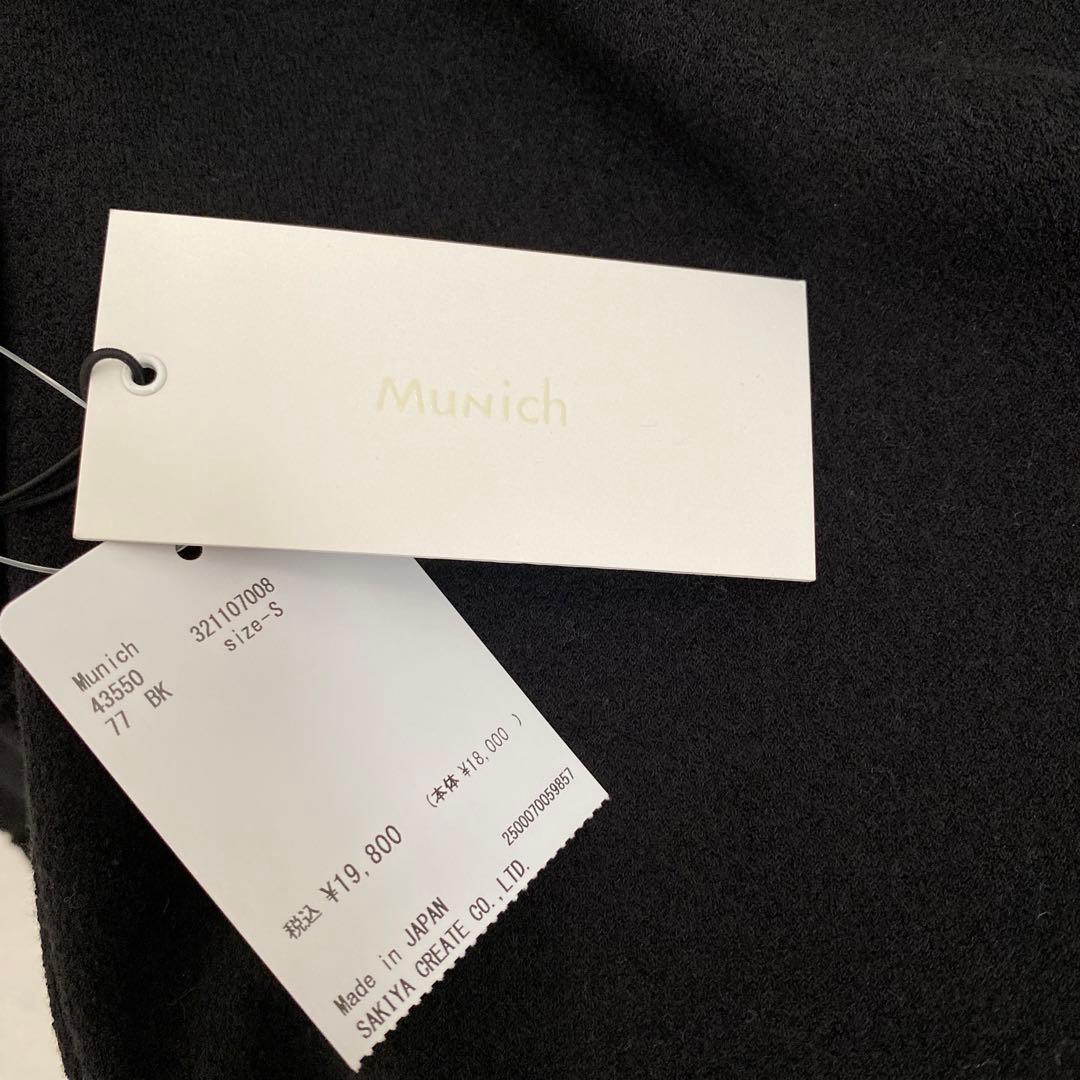 Munich
Munich 321107008
43550 size-S
77 BK
(本体 ¥18,000 )
税込 ¥19,800
2500070059857
Made in JAPAN
SAKIYA CREATE CO.,LTD.